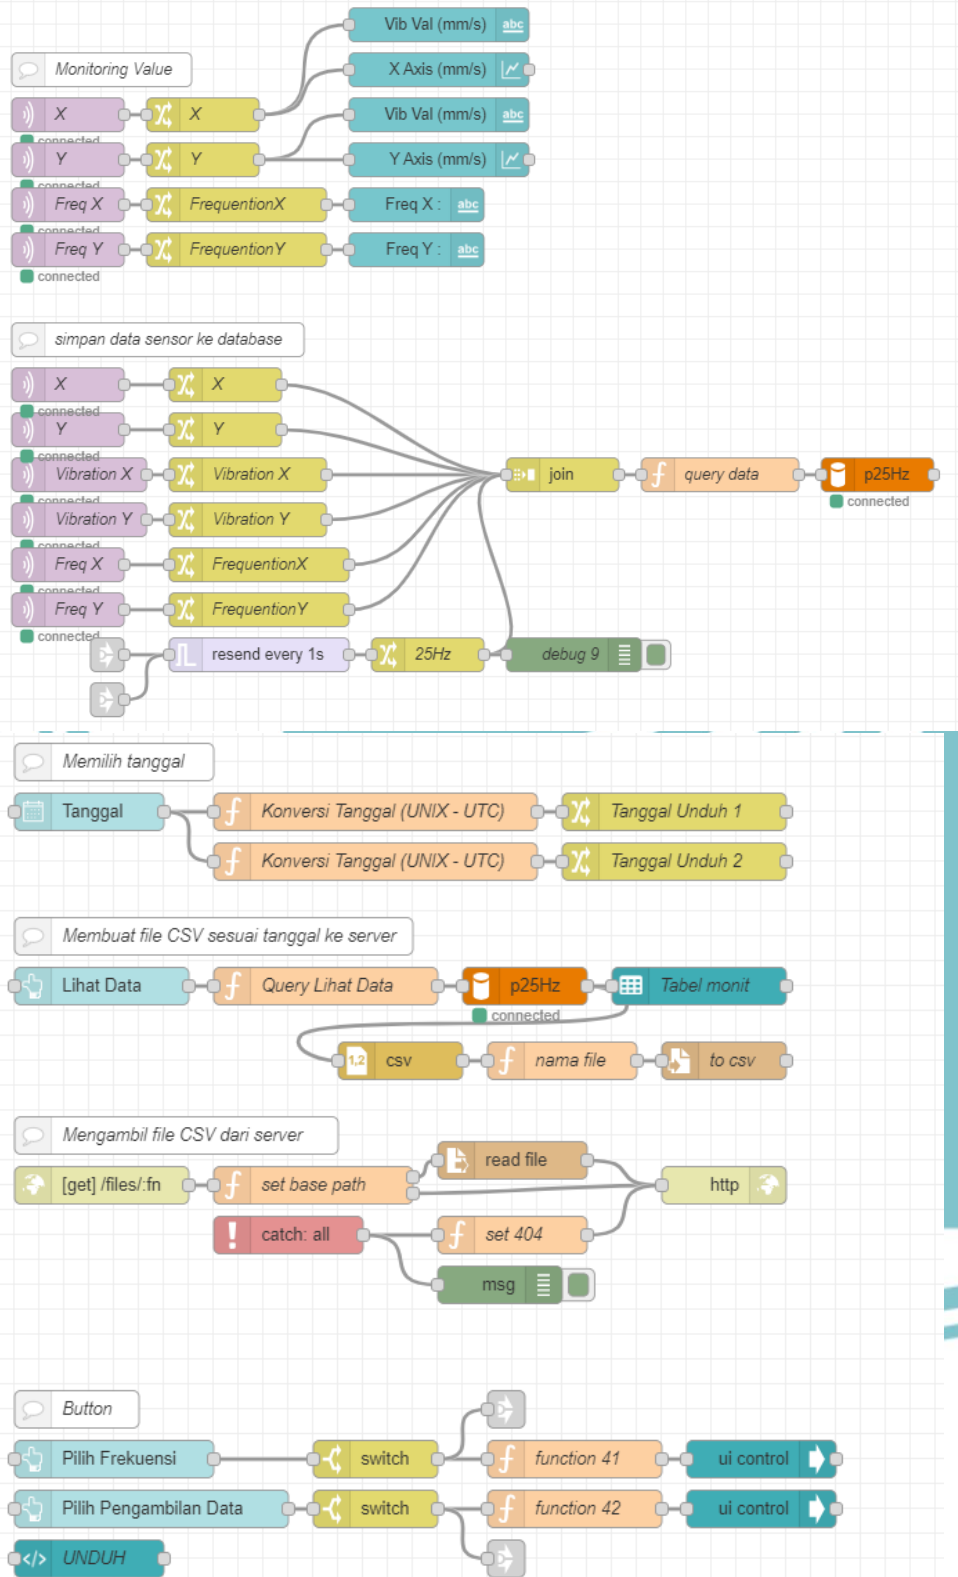 Vib Val (mm/s) abc
Monitoring Value
X Axis (mm/s)
X X Vib Val (mm/s) abc
connected
Y Y Y Axis (mm/s)
connected
Freq X FrequentionX Freq X : abc
connected
Freq Y FrequentionY Freq Y : abc
connected
simpan data sensor ke database
X X
connected
Y Y
connected
Vibration X Vibration X join query data p25Hz
connected connected
Vibration Y Vibration Y
connected
Freq X FrequentionX
connected
Freq Y FrequentionY
connected
resend every 1s 25Hz debug 9
Memilih tanggal
Tanggal Konversi Tanggal (UNIX - UTC) Tanggal Unduh 1
Konversi Tanggal (UNIX - UTC) Tanggal Unduh 2
Membuat file CSV sesuai tanggal ke server
Lihat Data Query Lihat Data p25Hz Tabel monit
connected
1,2 csv nama file to csv
Mengambil file CSV dari server
read file
[get] /files/:fn set base path http
catch: all set 404
msg
Button
Pilih Frekuensi switch function 41 ui control
Pilih Pengambilan Data switch function 42 ui control
</> UNDUH